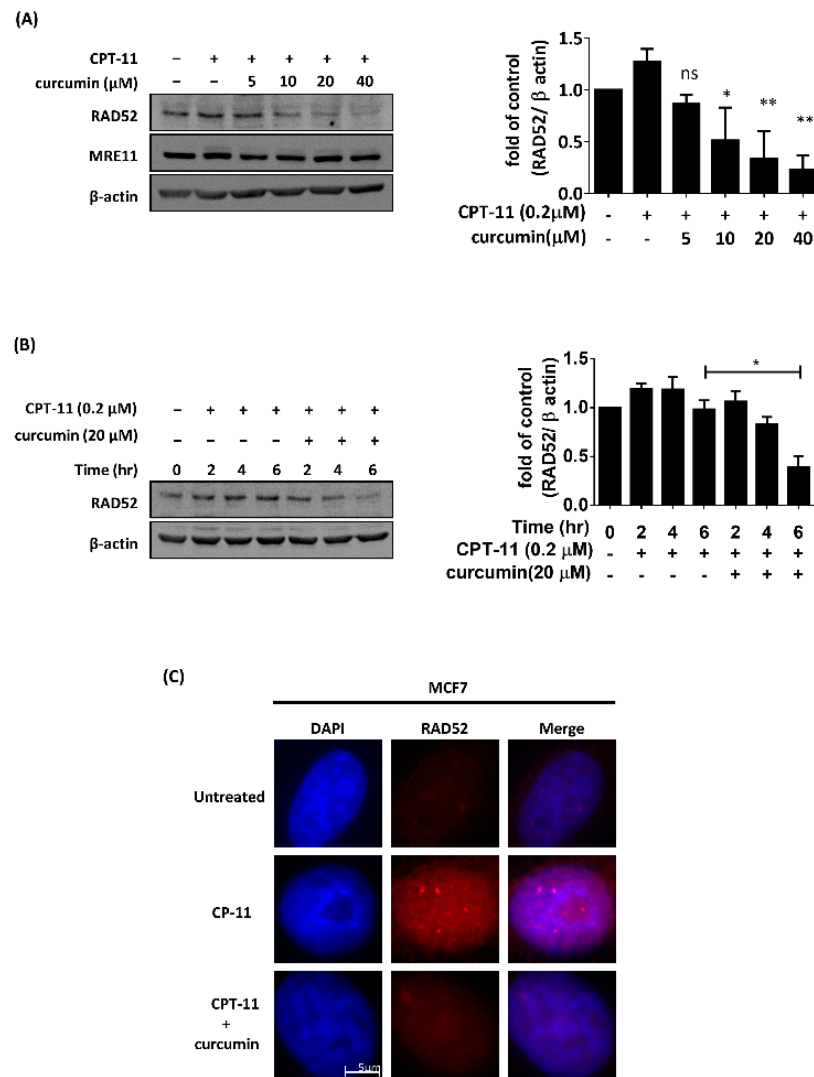 (A)
CPT-11 – + + + + +
curcumin (μM) – – 5 10 20 40
RAD52
MRE11
β-actin
1.5
1.0
0.5
0.0
fold of control
(RAD52/ β actin)
ns * ** **
CPT-11 (0.2μM) - + + + + +
curcumin(μM) - - 5 10 20 40
(B)
CPT-11 (0.2 μM) – + + + + + +
curcumin (20 μM) – – – – + + +
Time (hr) 0 2 4 6 2 4 6
RAD52
β-actin
1.5
1.0
0.5
0.0
fold of control
(RAD52/ β actin)
*
Time (hr) 0 2 4 6 2 4 6
CPT-11 (0.2 μM) - + + + + + +
curcumin(20 μM) - - - - + + +
(C)
MCF7
DAPI RAD52 Merge
Untreated
CP-11
CPT-11
+
curcumin
5μm